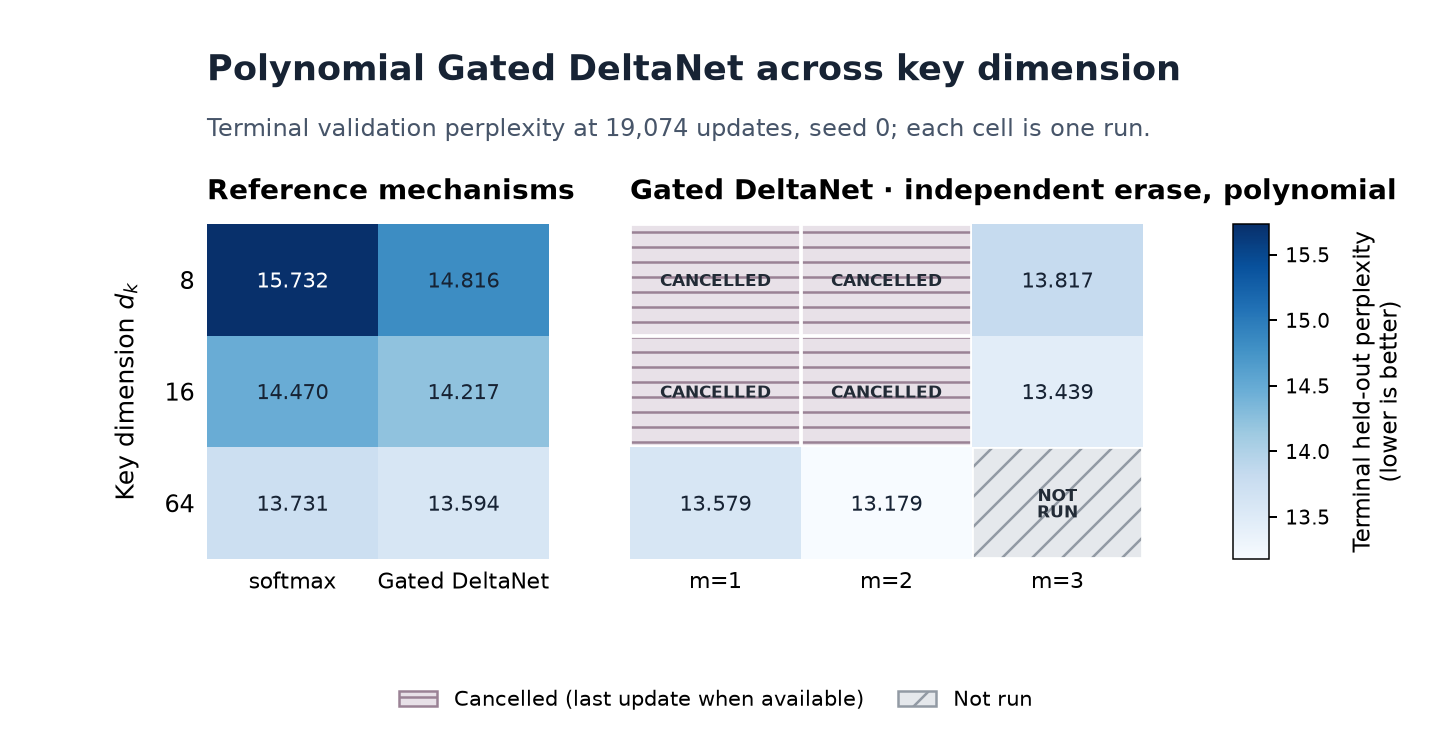 Polynomial Gated DeltaNet across key dimension
Terminal validation perplexity at 19,074 updates, seed 0; each cell is one run.
Reference mechanisms
Gated DeltaNet · independent erase, polynomial
Key dimension dk
8
15.732
14.816
CANCELLED
CANCELLED
13.817
16
14.470
14.217
CANCELLED
CANCELLED
13.439
64
13.731
13.594
13.579
13.179
NOT
RUN
softmax
Gated DeltaNet
m=1
m=2
m=3
15.5
15.0
14.5
14.0
13.5
Terminal held-out perplexity
(lower is better)
Cancelled (last update when available)
Not run